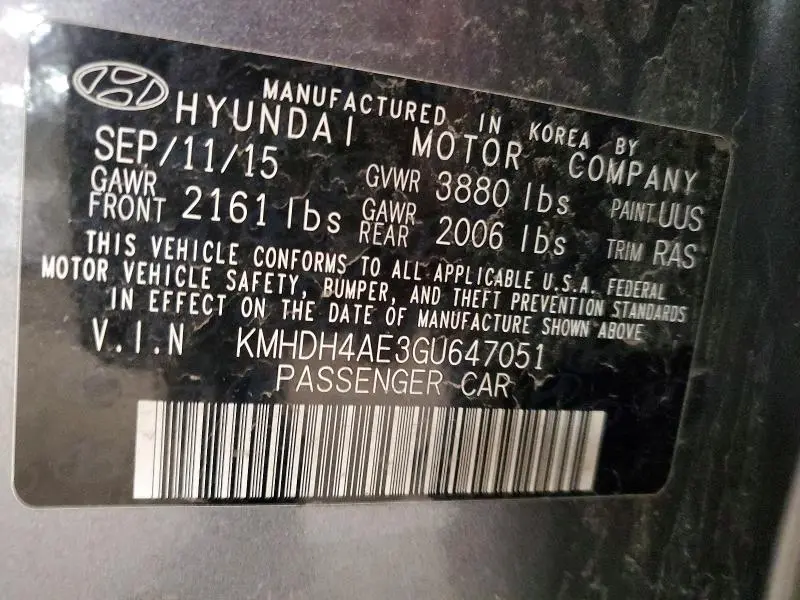 MANUFACTURED IN KOREA BY
HYUNDAI MOTOR COMPANY
SEP/11/15 GVWR 3880 lbs PAINT UUS
GAWR FRONT 2161 lbs GAWR REAR 2006 lbs TRIM RAS
THIS VEHICLE CONFORMS TO ALL APPLICABLE U.S.A. FEDERAL
MOTOR VEHICLE SAFETY, BUMPER, AND THEFT PREVENTION STANDARDS
IN EFFECT ON THE DATE OF MANUFACTURE SHOWN ABOVE
V.I.N KMHDH4AE3GU647051
PASSENGER CAR